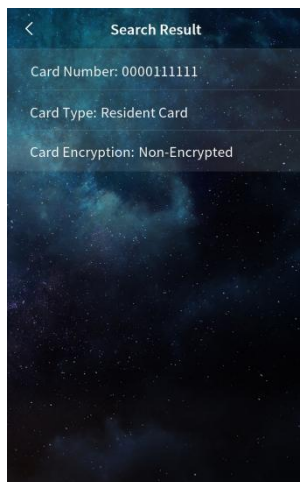 Search Result
Card Number: 0000111111
Card Type: Resident Card
Card Encryption: Non-Encrypted